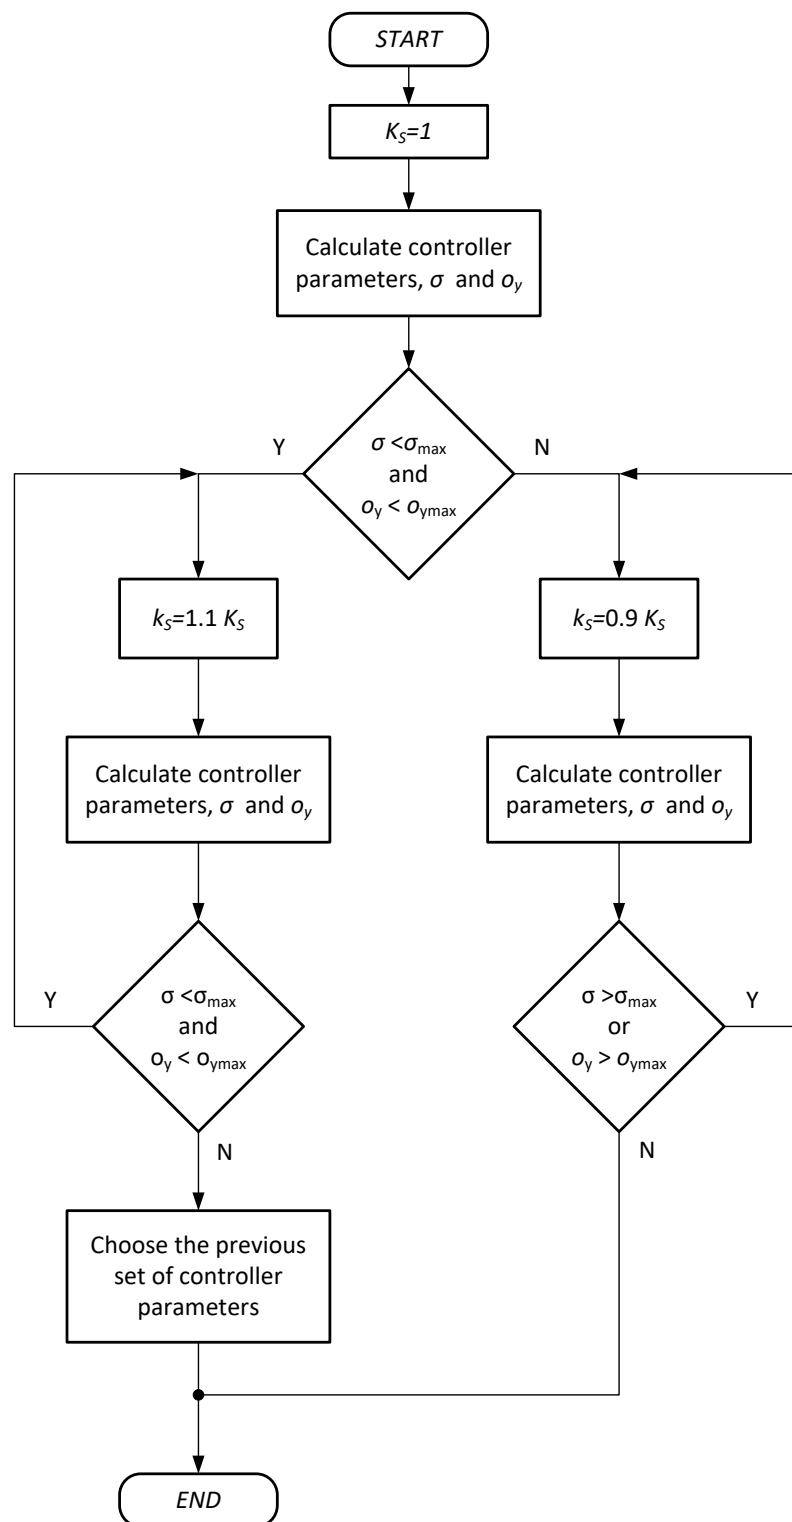 START
K_S=1
Calculate controller
parameters, σ and o_y
Y
σ <σ_max
and
o_y < o_ymax
N
k_S=1.1 K_S
k_S=0.9 K_S
Calculate controller
parameters, σ and o_y
Calculate controller
parameters, σ and o_y
Y
σ <σ_max
and
o_y < o_ymax
σ >σ_max
or
o_y > o_ymax
Y
N
N
Choose the previous
set of controller
parameters
END